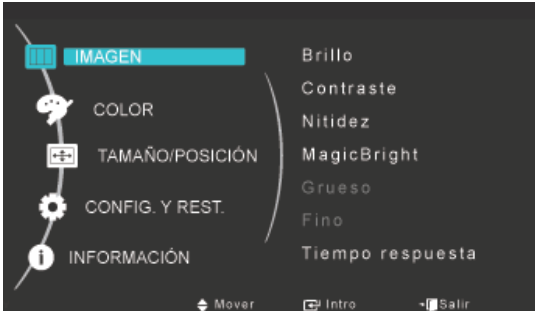 IMAGEN
COLOR
TAMAÑO/POSICIÓN
CONFIG. Y REST.
INFORMACIÓN
Brillo
Contraste
Nitidez
MagicBright
Grueso
Fino
Tiempo respuesta
Mover Intro Salir